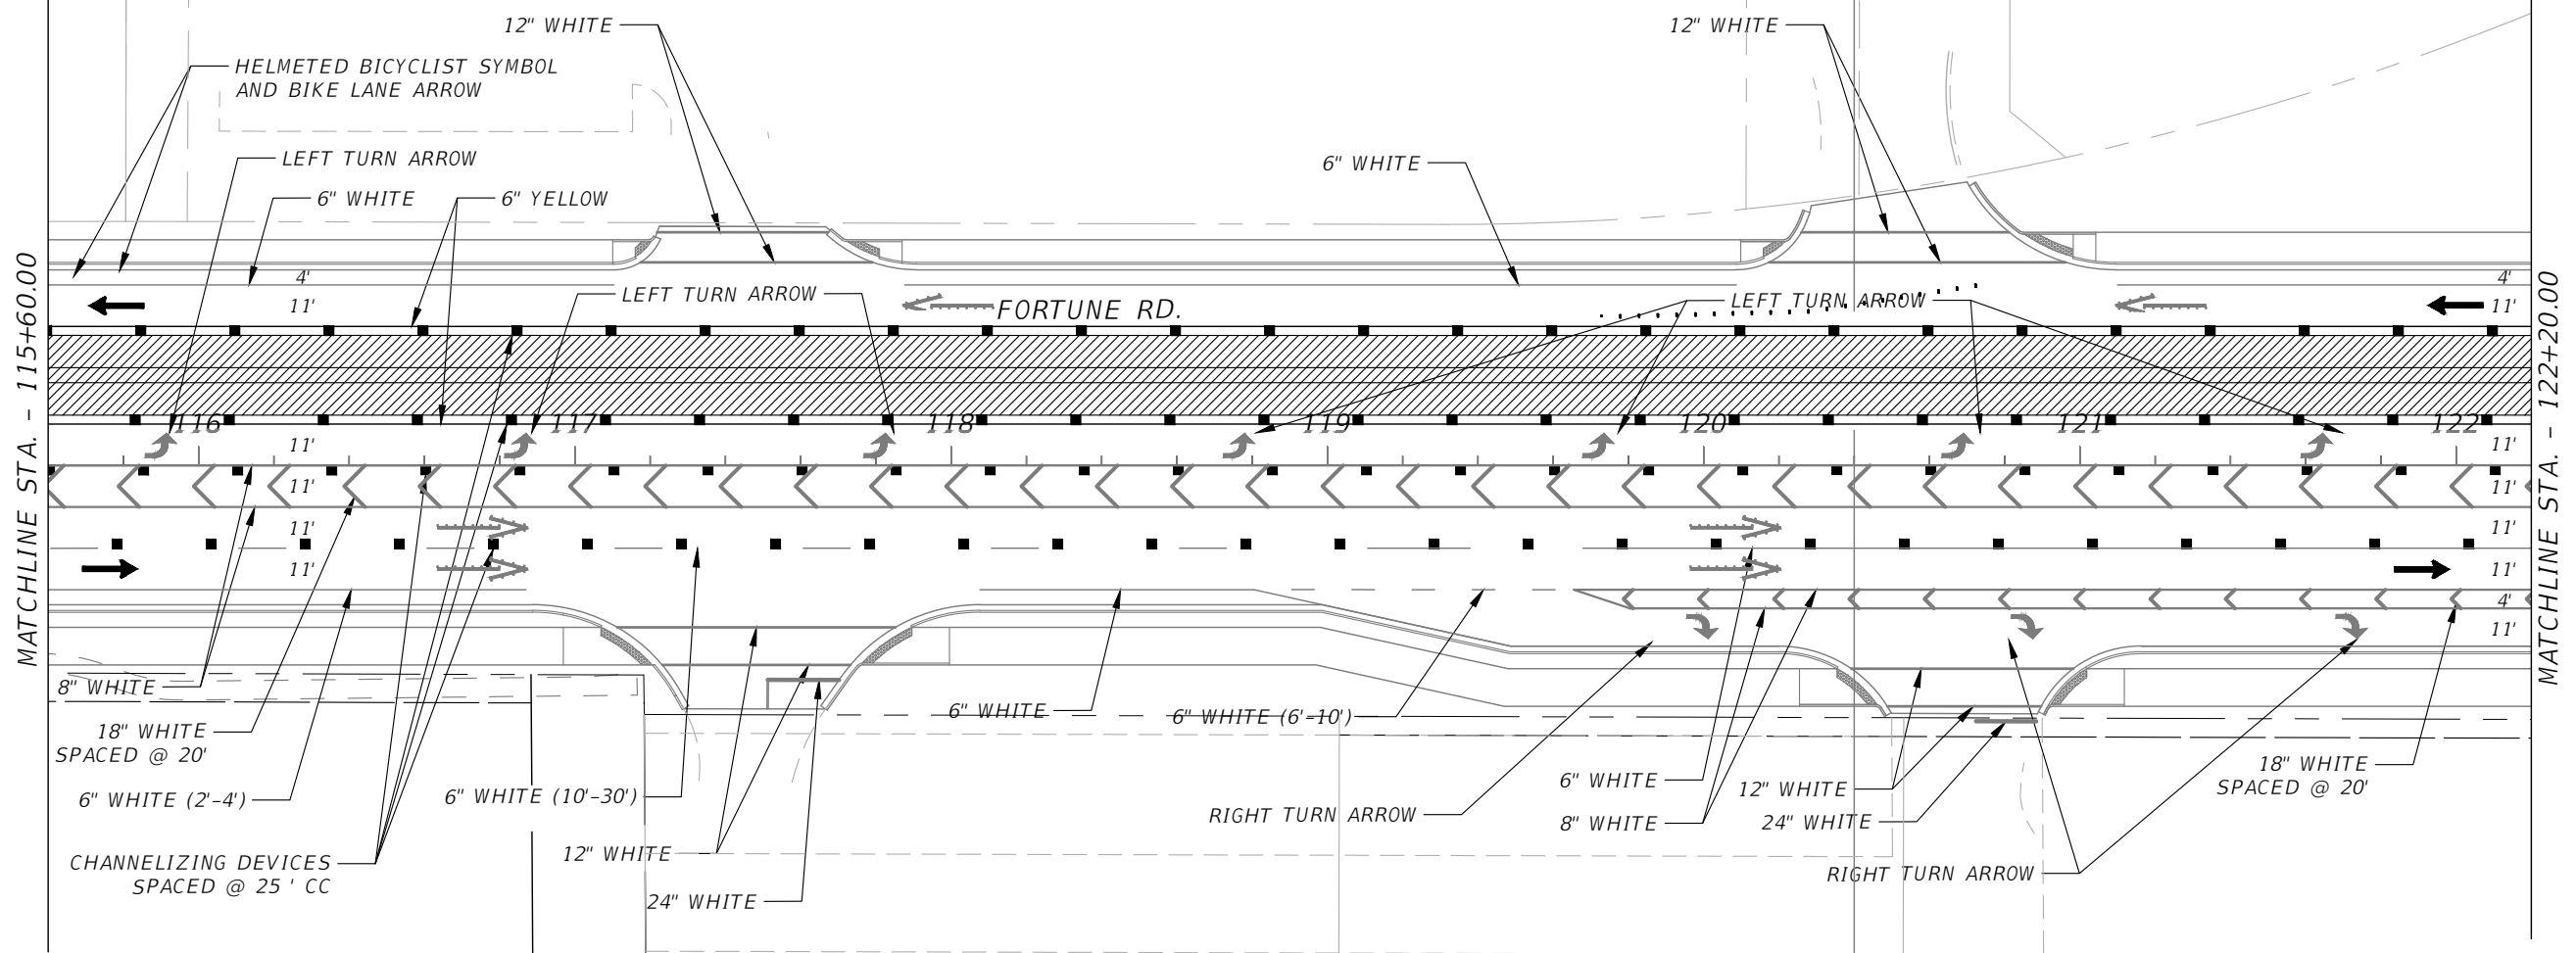 12" WHITE
12" WHITE
HELMETED BICYCLIST SYMBOL
AND BIKE LANE ARROW
LEFT TURN ARROW
6" WHITE
6" WHITE
6" YELLOW
4'
4'
LEFT TURN ARROW
FORTUNE RD.
LEFT TURN ARROW
11'
11'
MATCHLINE STA. - 115+60.00
MATCHLINE STA. - 122+20.00
116
117
118
119
120
121
122
11'
11'
11'
11'
11'
11'
11'
11'
4'
11'
8" WHITE
6" WHITE
6" WHITE (6'-10')
18" WHITE
SPACED @ 20'
18" WHITE
SPACED @ 20'
6" WHITE
12" WHITE
6" WHITE (2'-4')
6" WHITE (10'-30')
RIGHT TURN ARROW
8" WHITE
24" WHITE
12" WHITE
CHANNELIZING DEVICES
SPACED @ 25 ' CC
RIGHT TURN ARROW
24" WHITE